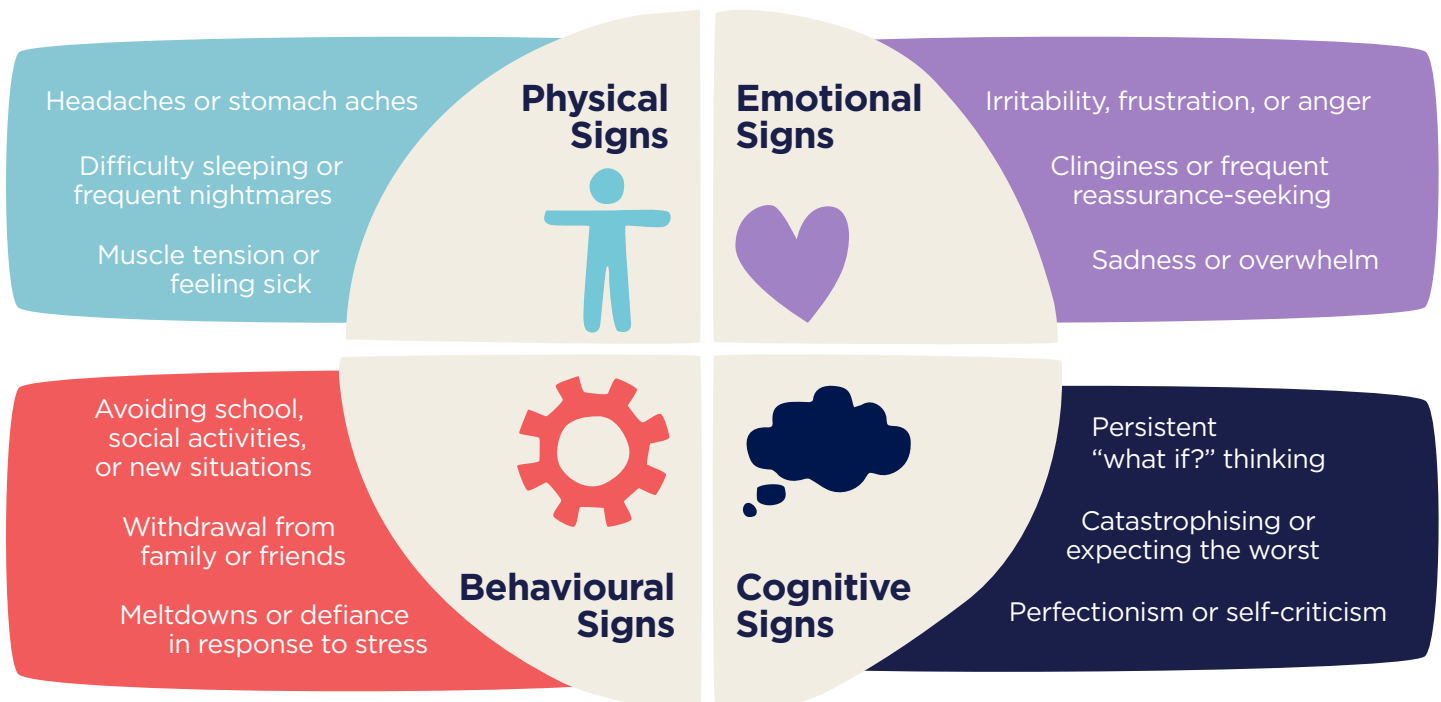 Physical
Signs
Headaches or stomach aches
Difficulty sleeping or
frequent nightmares
Muscle tension or
feeling sick
Emotional
Signs
Irritability, frustration, or anger
Clinginess or frequent
reassurance-seeking
Sadness or overwhelm
Behavioural
Signs
Avoiding school,
social activities,
or new situations
Withdrawal from
family or friends
Meltdowns or defiance
in response to stress
Cognitive
Signs
Persistent
“what if?” thinking
Catastrophising or
expecting the worst
Perfectionism or self-criticism